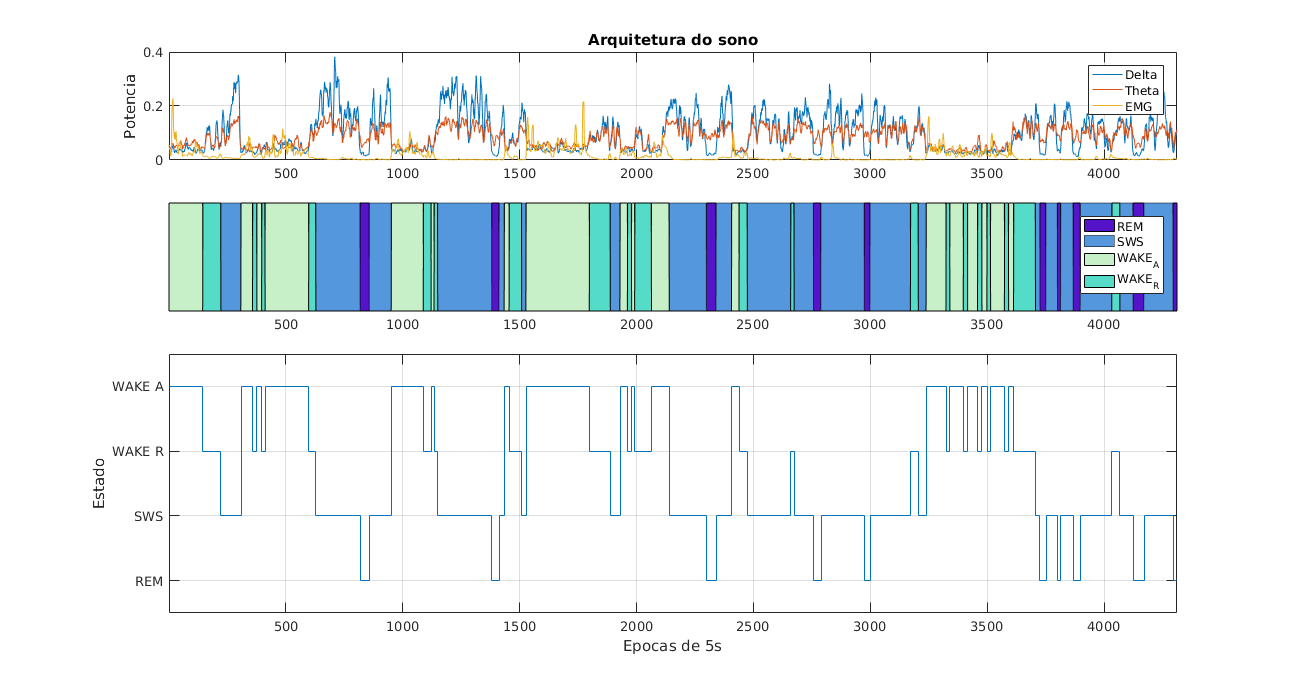 Arquitetura do sono
0.4
0.2
0
Potencia
Delta
Theta
EMG
500 1000 1500 2000 2500 3000 3500 4000
REM
SWS
WAKE_A
WAKE_R
500 1000 1500 2000 2500 3000 3500 4000
WAKE A
WAKE R
SWS
REM
Estado
500 1000 1500 2000 2500 3000 3500 4000
Epocas de 5s